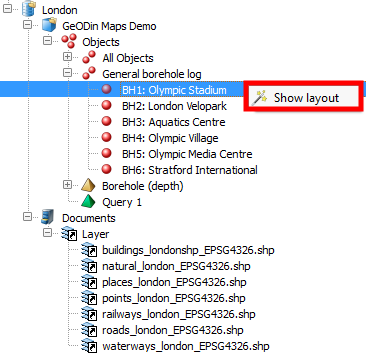 London
GeODin Maps Demo
Objects
All Objects
General borehole log
BH1: Olympic Stadium
Show layout
BH2: London Velopark
BH3: Aquatics Centre
BH4: Olympic Village
BH5: Olympic Media Centre
BH6: Stratford International
Borehole (depth)
Query 1
Documents
Layer
buildings_londonshp_EPSG4326.shp
natural_london_EPSG4326.shp
places_london_EPSG4326.shp
points_london_EPSG4326.shp
railways_london_EPSG4326.shp
roads_london_EPSG4326.shp
waterways_london_EPSG4326.shp